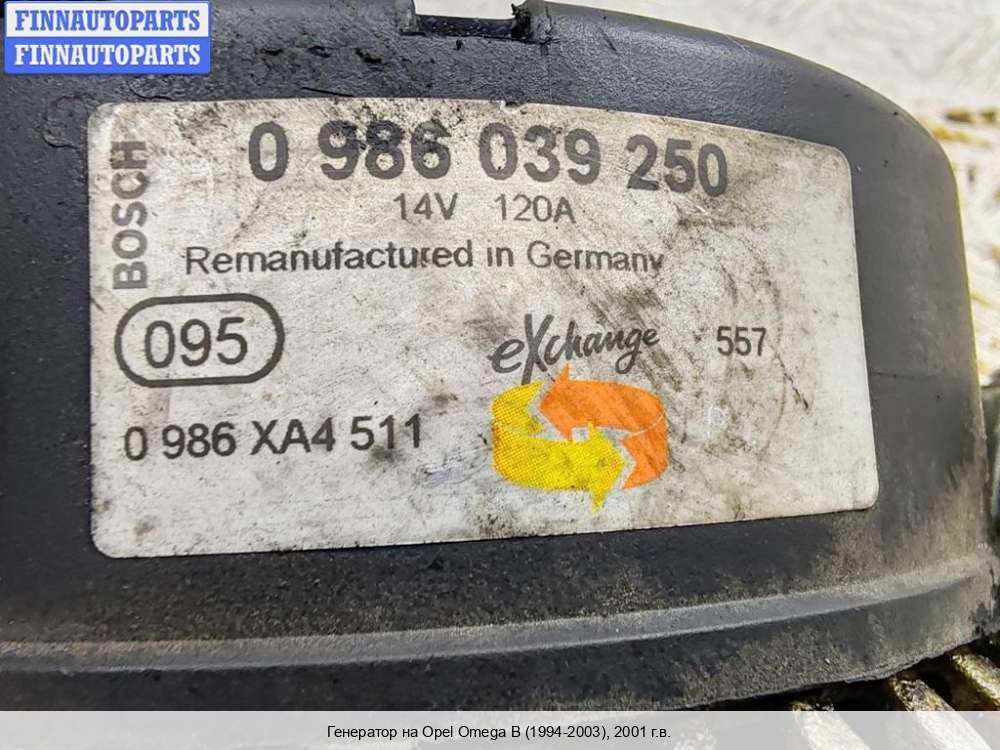 FINNAUTOPARTS
FINNAUTOPARTS
BOSCH
0 986 039 250
14V 120A
Remanufactured in Germany
095
eXchange 557
0 986 XA4 511
Генератор на Opel Omega B (1994-2003), 2001 г.в.